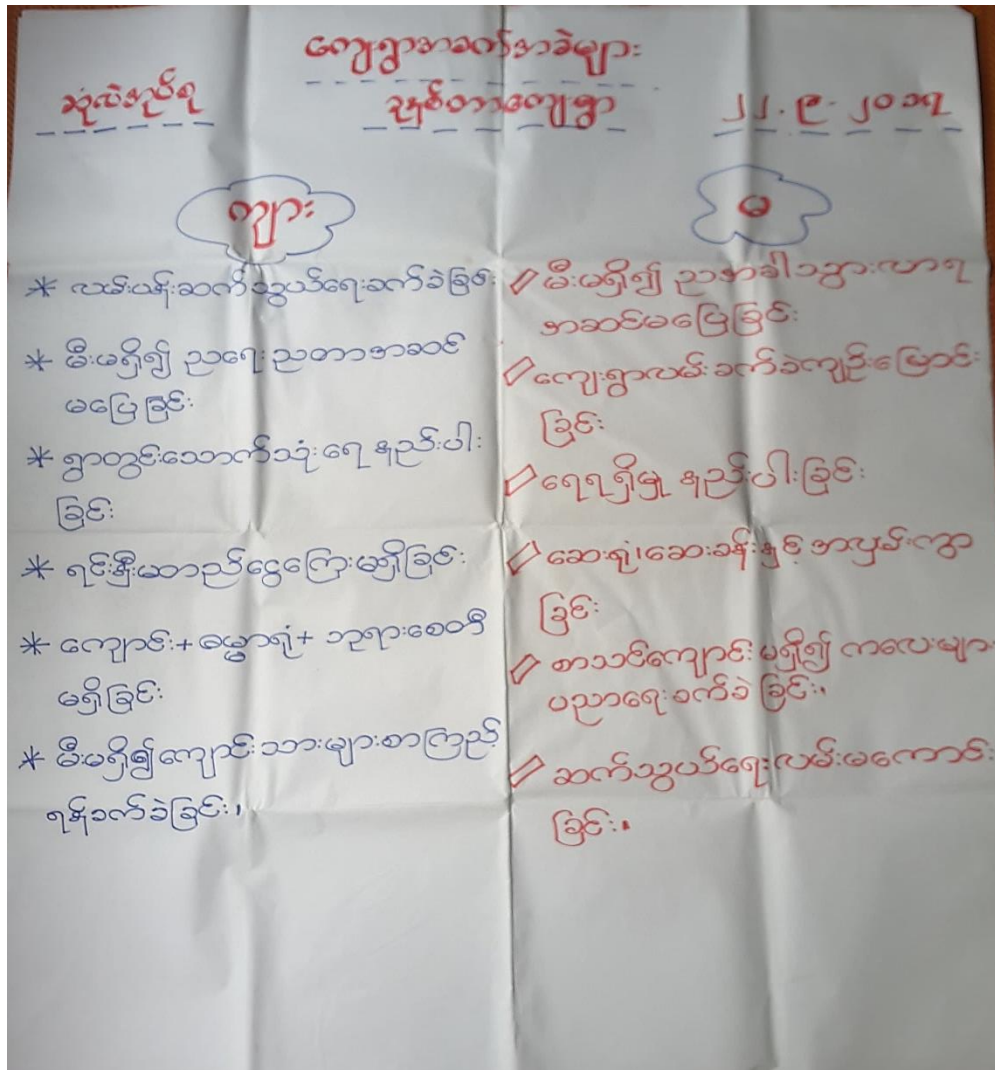 ကျေးရွာအခက်အခဲများ
ဆုံလဲအုပ်စု
ဒုနစ်တာကျေးရွာ
၂၂.၉.၂၀၁၇
ကျား
* လမ်းပန်းဆက်သွယ်ရေးခက်ခဲခြင်း
* မီးမရှိ၍ ညရေးညတာအဆင်
မပြေခြင်း
* ရွာတွင်းသောက်သုံးရေ နည်းပါး
ခြင်း
* ရင်းနှီးမတည်ငွေကြေးမရှိခြင်း
* ကျောင်း+ဓမ္မာရုံ+ဘုရားစေတီ
မရှိခြင်း
* မီးမရှိ၍ကျောင်းသားများစာကြည့်
ရန်ခက်ခဲခြင်း၊
မ
မီးမရှိ၍ ညအခါသွားလာရ
အဆင်မပြေခြင်း
ကျေးရွာလမ်းခက်ခဲကျဉ်းမြောင်း
ခြင်း
ရေရရှိမှု နည်းပါးခြင်း
ဆေးရုံ၊ဆေးခန်းနှင့် အလှမ်းကွာ
ခြင်း
စာသင်ကျောင်းမရှိ၍ ကလေးများ
ပညာရေးခက်ခဲခြင်း၊
ဆက်သွယ်ရေးလမ်းမကောင်း
ခြင်း၊